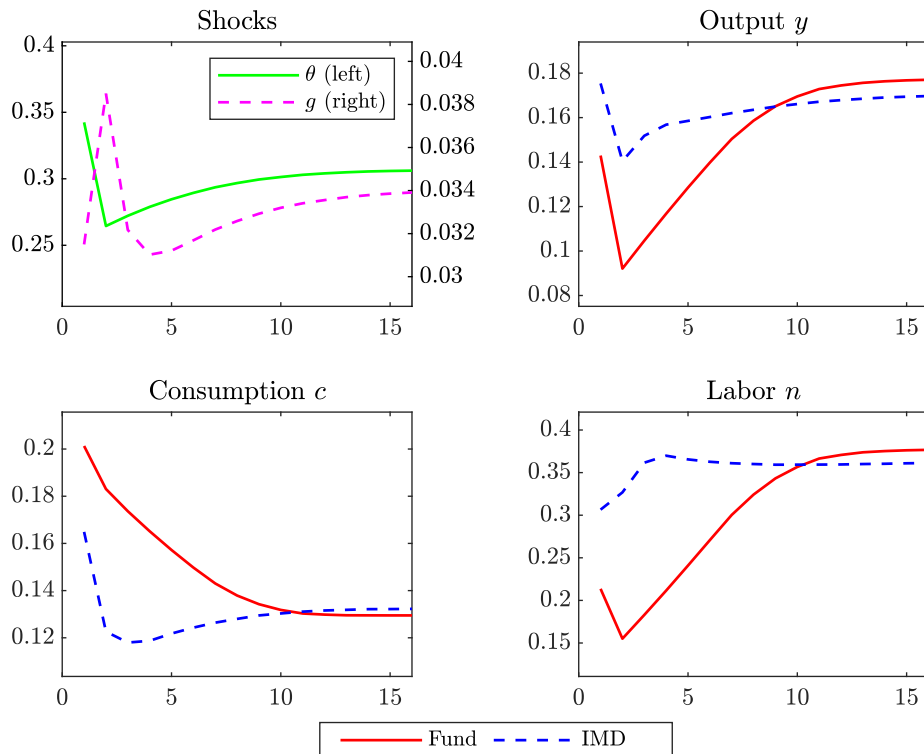 Shocks
0.4
0.35
0.3
0.25
0.04
0.038
0.036
0.034
0.032
0.03
θ (left)
g (right)
0 5 10 15
Output y
0.18
0.16
0.14
0.12
0.1
0.08
0 5 10 15
Consumption c
0.2
0.18
0.16
0.14
0.12
0 5 10 15
Labor n
0.4
0.35
0.3
0.25
0.2
0.15
0 5 10 15
Fund IMD